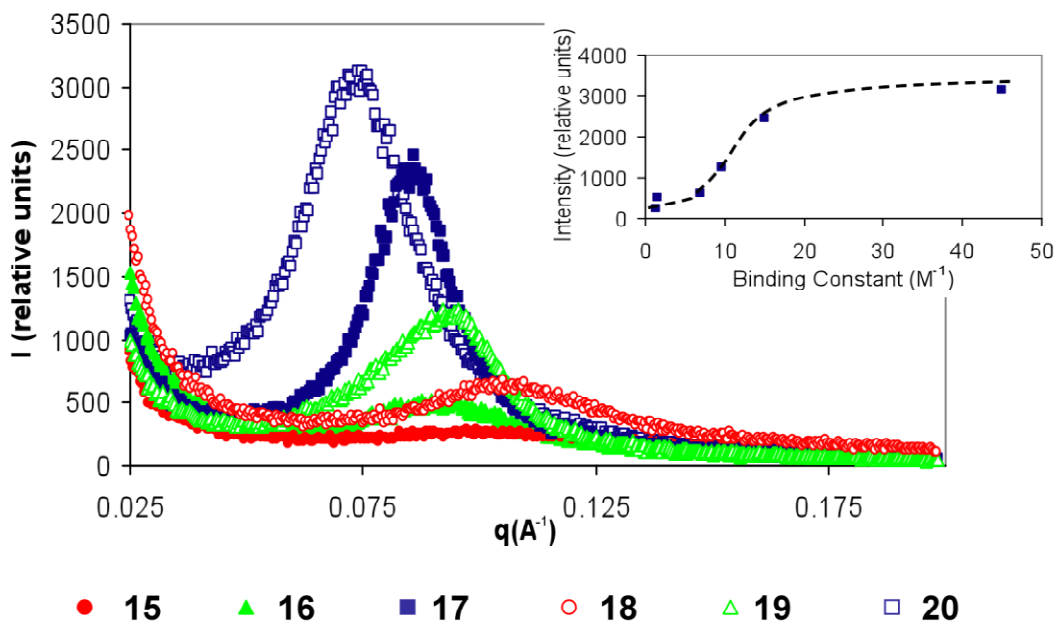 3500
3000
2500
2000
1500
1000
500
0
I (relative units)
0.025 0.075 0.125 0.175
q(A⁻¹)
4000
3000
2000
1000
0
Intensity (relative units)
0 10 20 30 40 50
Binding Constant (M⁻¹)
15 16 17 18 19 20